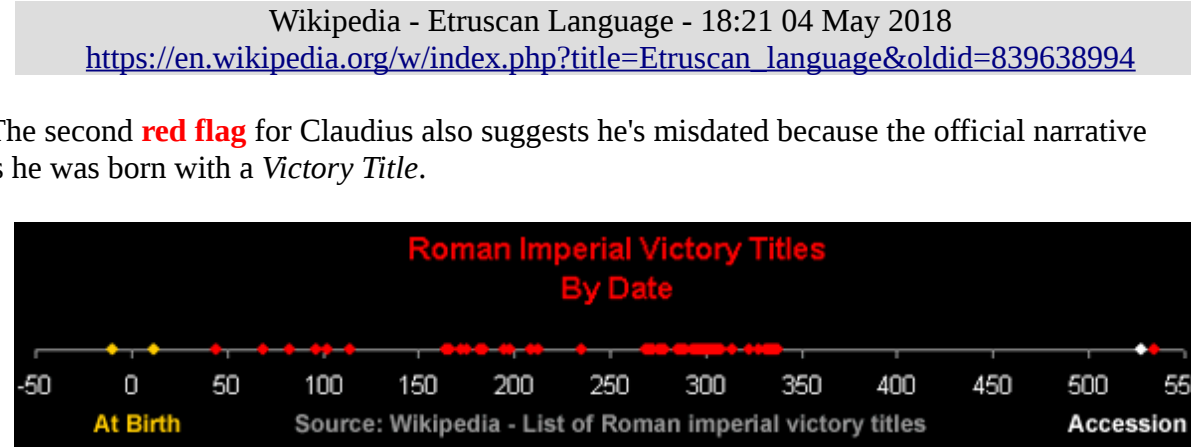 Wikipedia - Etruscan Language - 18:21 04 May 2018
https://en.wikipedia.org/w/index.php?title=Etruscan_language&oldid=839638994
The second red flag for Claudius also suggests he's misdated because the official narrative
s he was born with a Victory Title.
Roman Imperial Victory Titles
By Date
-50 0 50 100 150 200 250 300 350 400 450 500 55
At Birth Source: Wikipedia - List of Roman imperial victory titles Accession